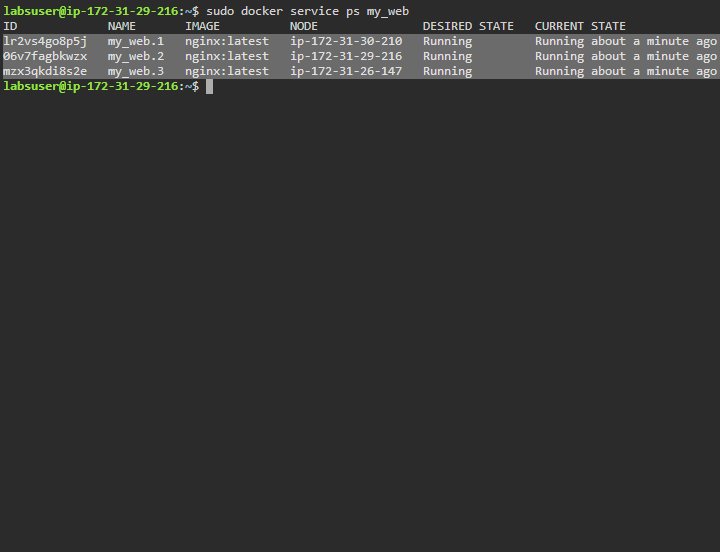 labsuser@ip-172-31-29-216:~$ sudo docker service ps my_web
ID NAME IMAGE NODE DESIRED STATE CURRENT STATE
lr2vs4go8p5j my_web.1 nginx:latest ip-172-31-30-210 Running Running about a minute ago
06v7fagbkwzx my_web.2 nginx:latest ip-172-31-29-216 Running Running about a minute ago
mzx3qkdi8s2e my_web.3 nginx:latest ip-172-31-26-147 Running Running about a minute ago
labsuser@ip-172-31-29-216:~$